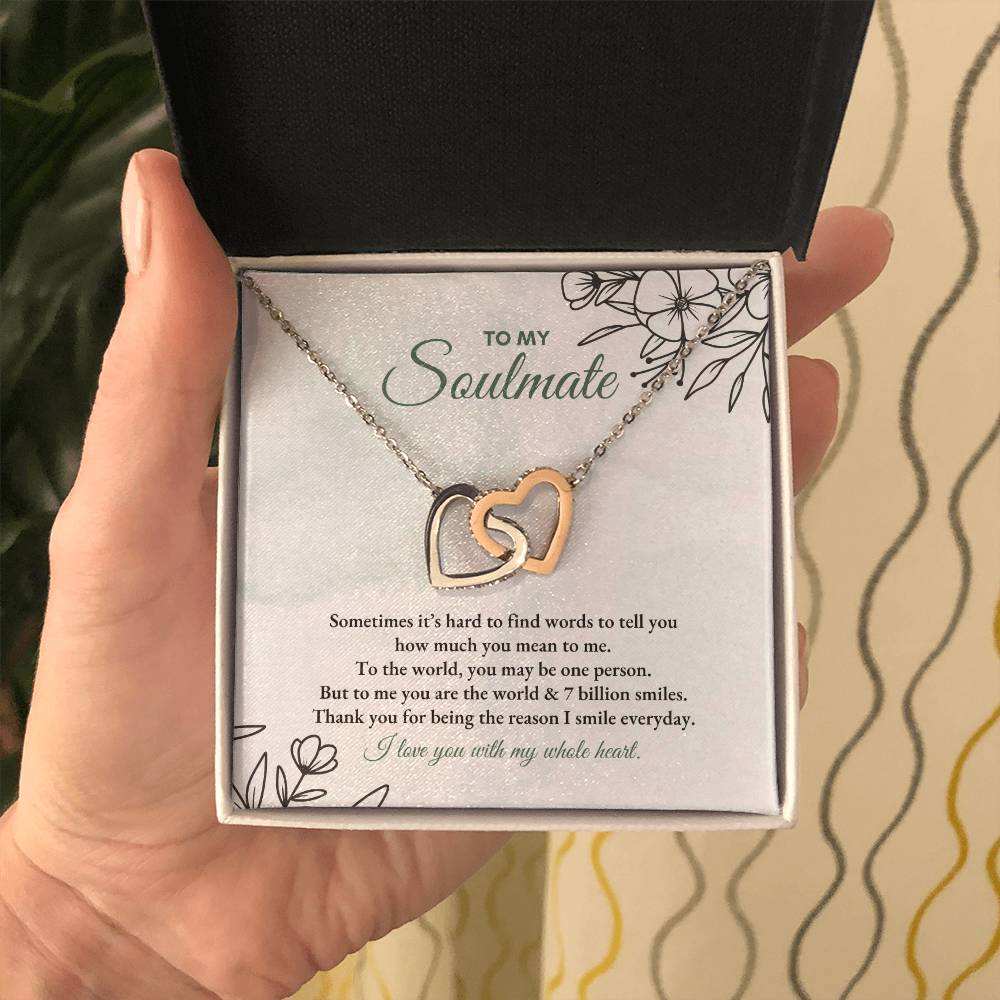 TO MY
Soulmate
Sometimes it's hard to find words to tell you
how much you mean to me.
To the world, you may be one person.
But to me you are the world & 7 billion smiles.
Thank you for being the reason I smile everyday.
I love you with my whole heart.